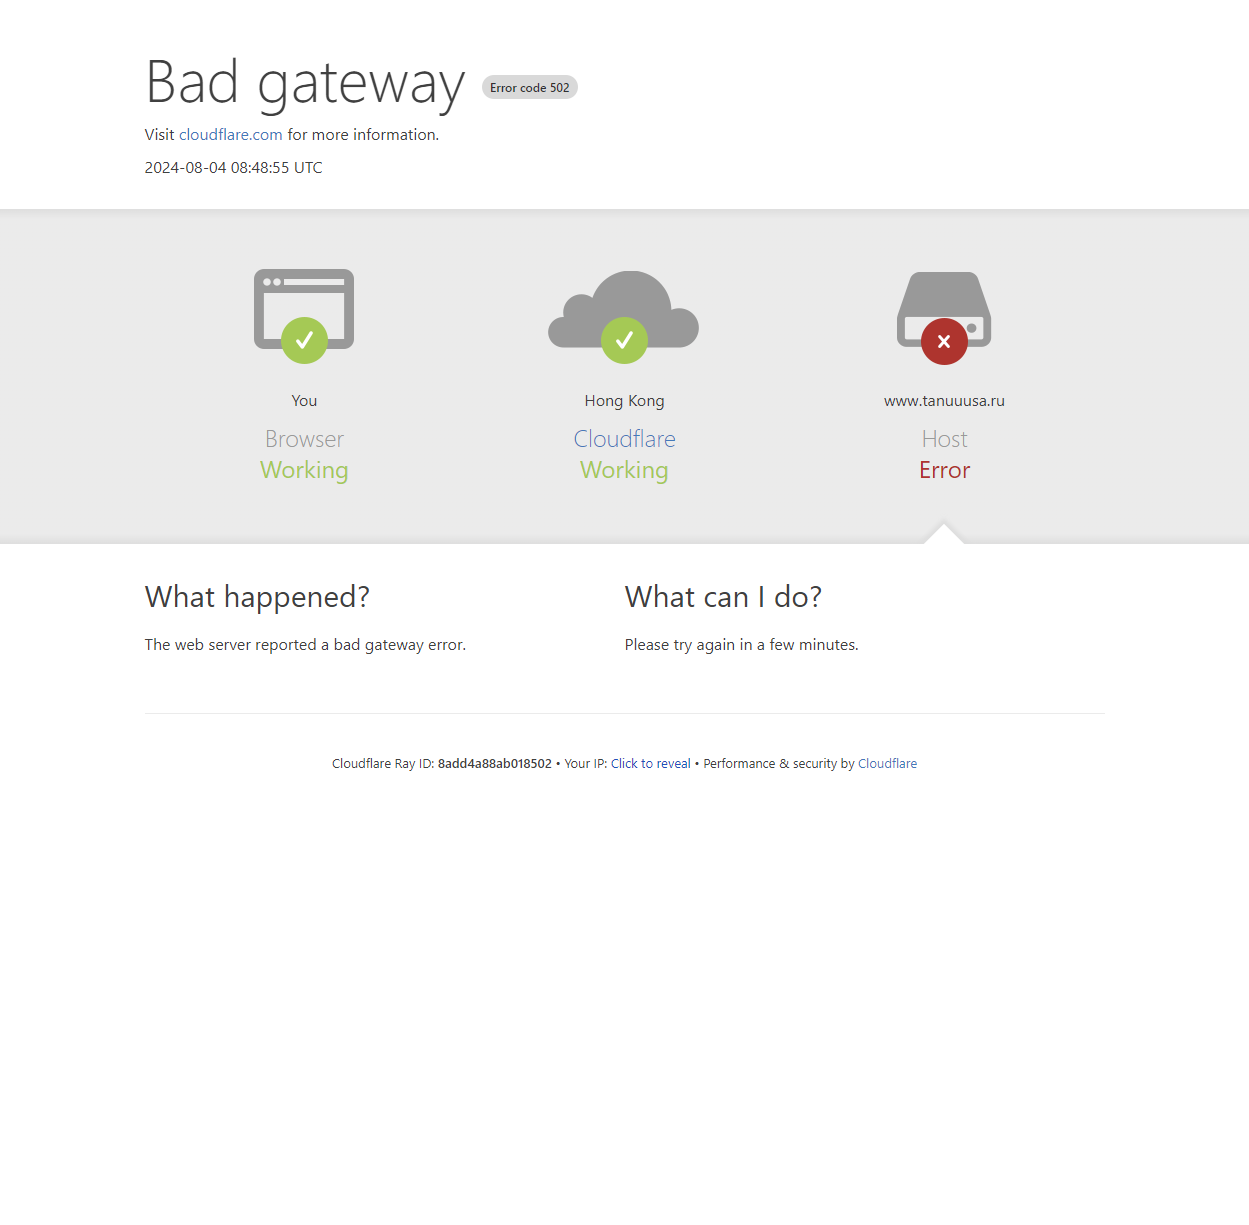 Bad gateway Error code 502
Visit cloudflare.com for more information.
2024-08-04 08:48:55 UTC
You
Browser
Working
Hong Kong
Cloudflare
Working
www.tanuuusa.ru
Host
Error
What happened?
The web server reported a bad gateway error.
What can I do?
Please try again in a few minutes.
Cloudflare Ray ID: 8add4a88ab018502 • Your IP: Click to reveal • Performance & security by Cloudflare